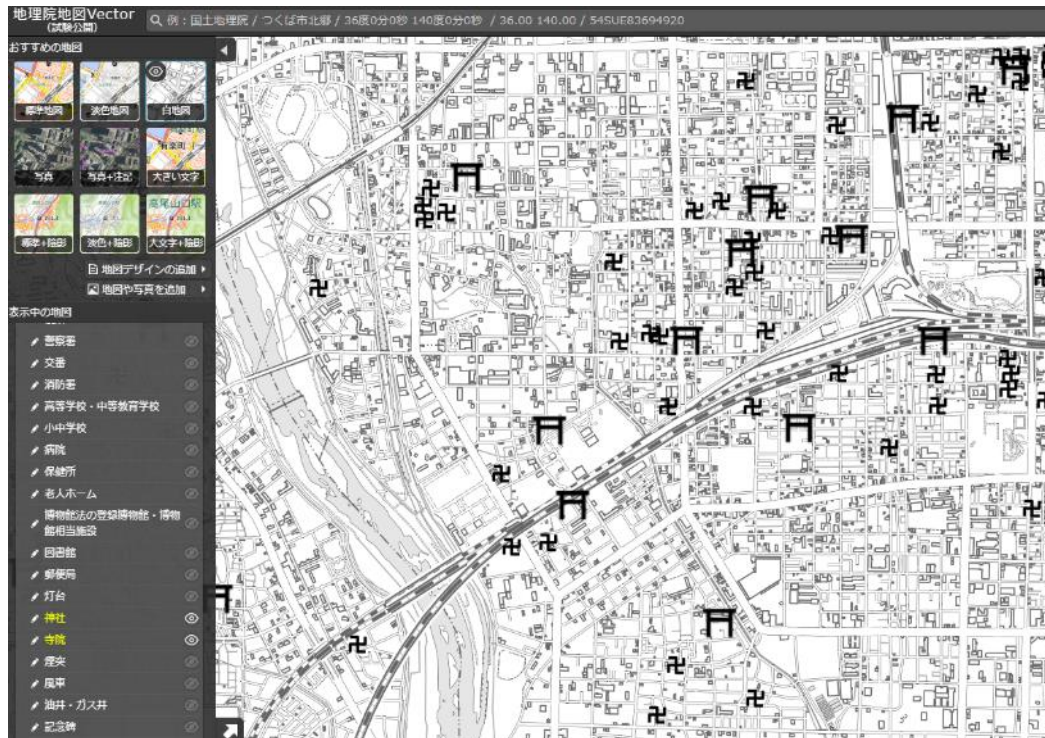 地理院地図Vector
(試験公開)
例：国土地理院 / つくば市北郷 / 36度0分0秒 140度0分0秒 / 36.00 140.00 / 54SUE83694920
おすすめの地図
標準地図
淡色地図
白地図
写真
写真+注記
大きい文字
標準+陰影
淡色+陰影
大文字+陰影
地図デザインの追加
地図や写真を追加
表示中の地図
警察署
交番
消防署
高等学校・中等教育学校
小中学校
病院
保健所
老人ホーム
博物館法の登録博物館・博物
館相当施設
図書館
郵便局
灯台
神社
寺院
煙突
風車
油井・ガス井
記念碑